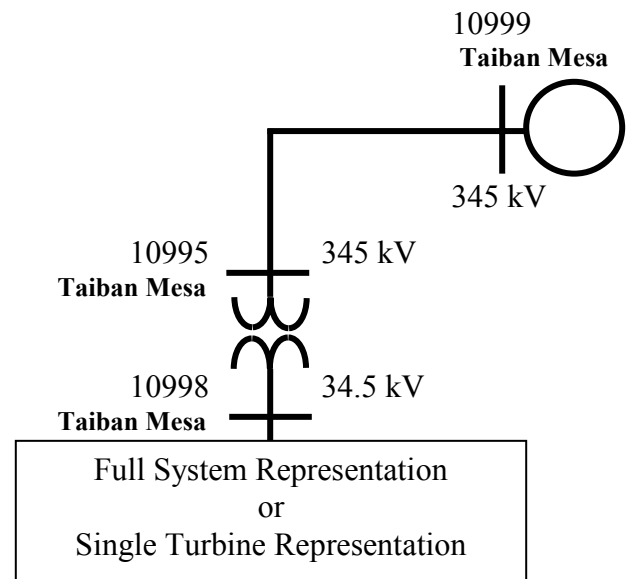 10999
Taiban Mesa
345 kV
10995 345 kV
Taiban Mesa
10998 34.5 kV
Taiban Mesa
Full System Representation
or
Single Turbine Representation